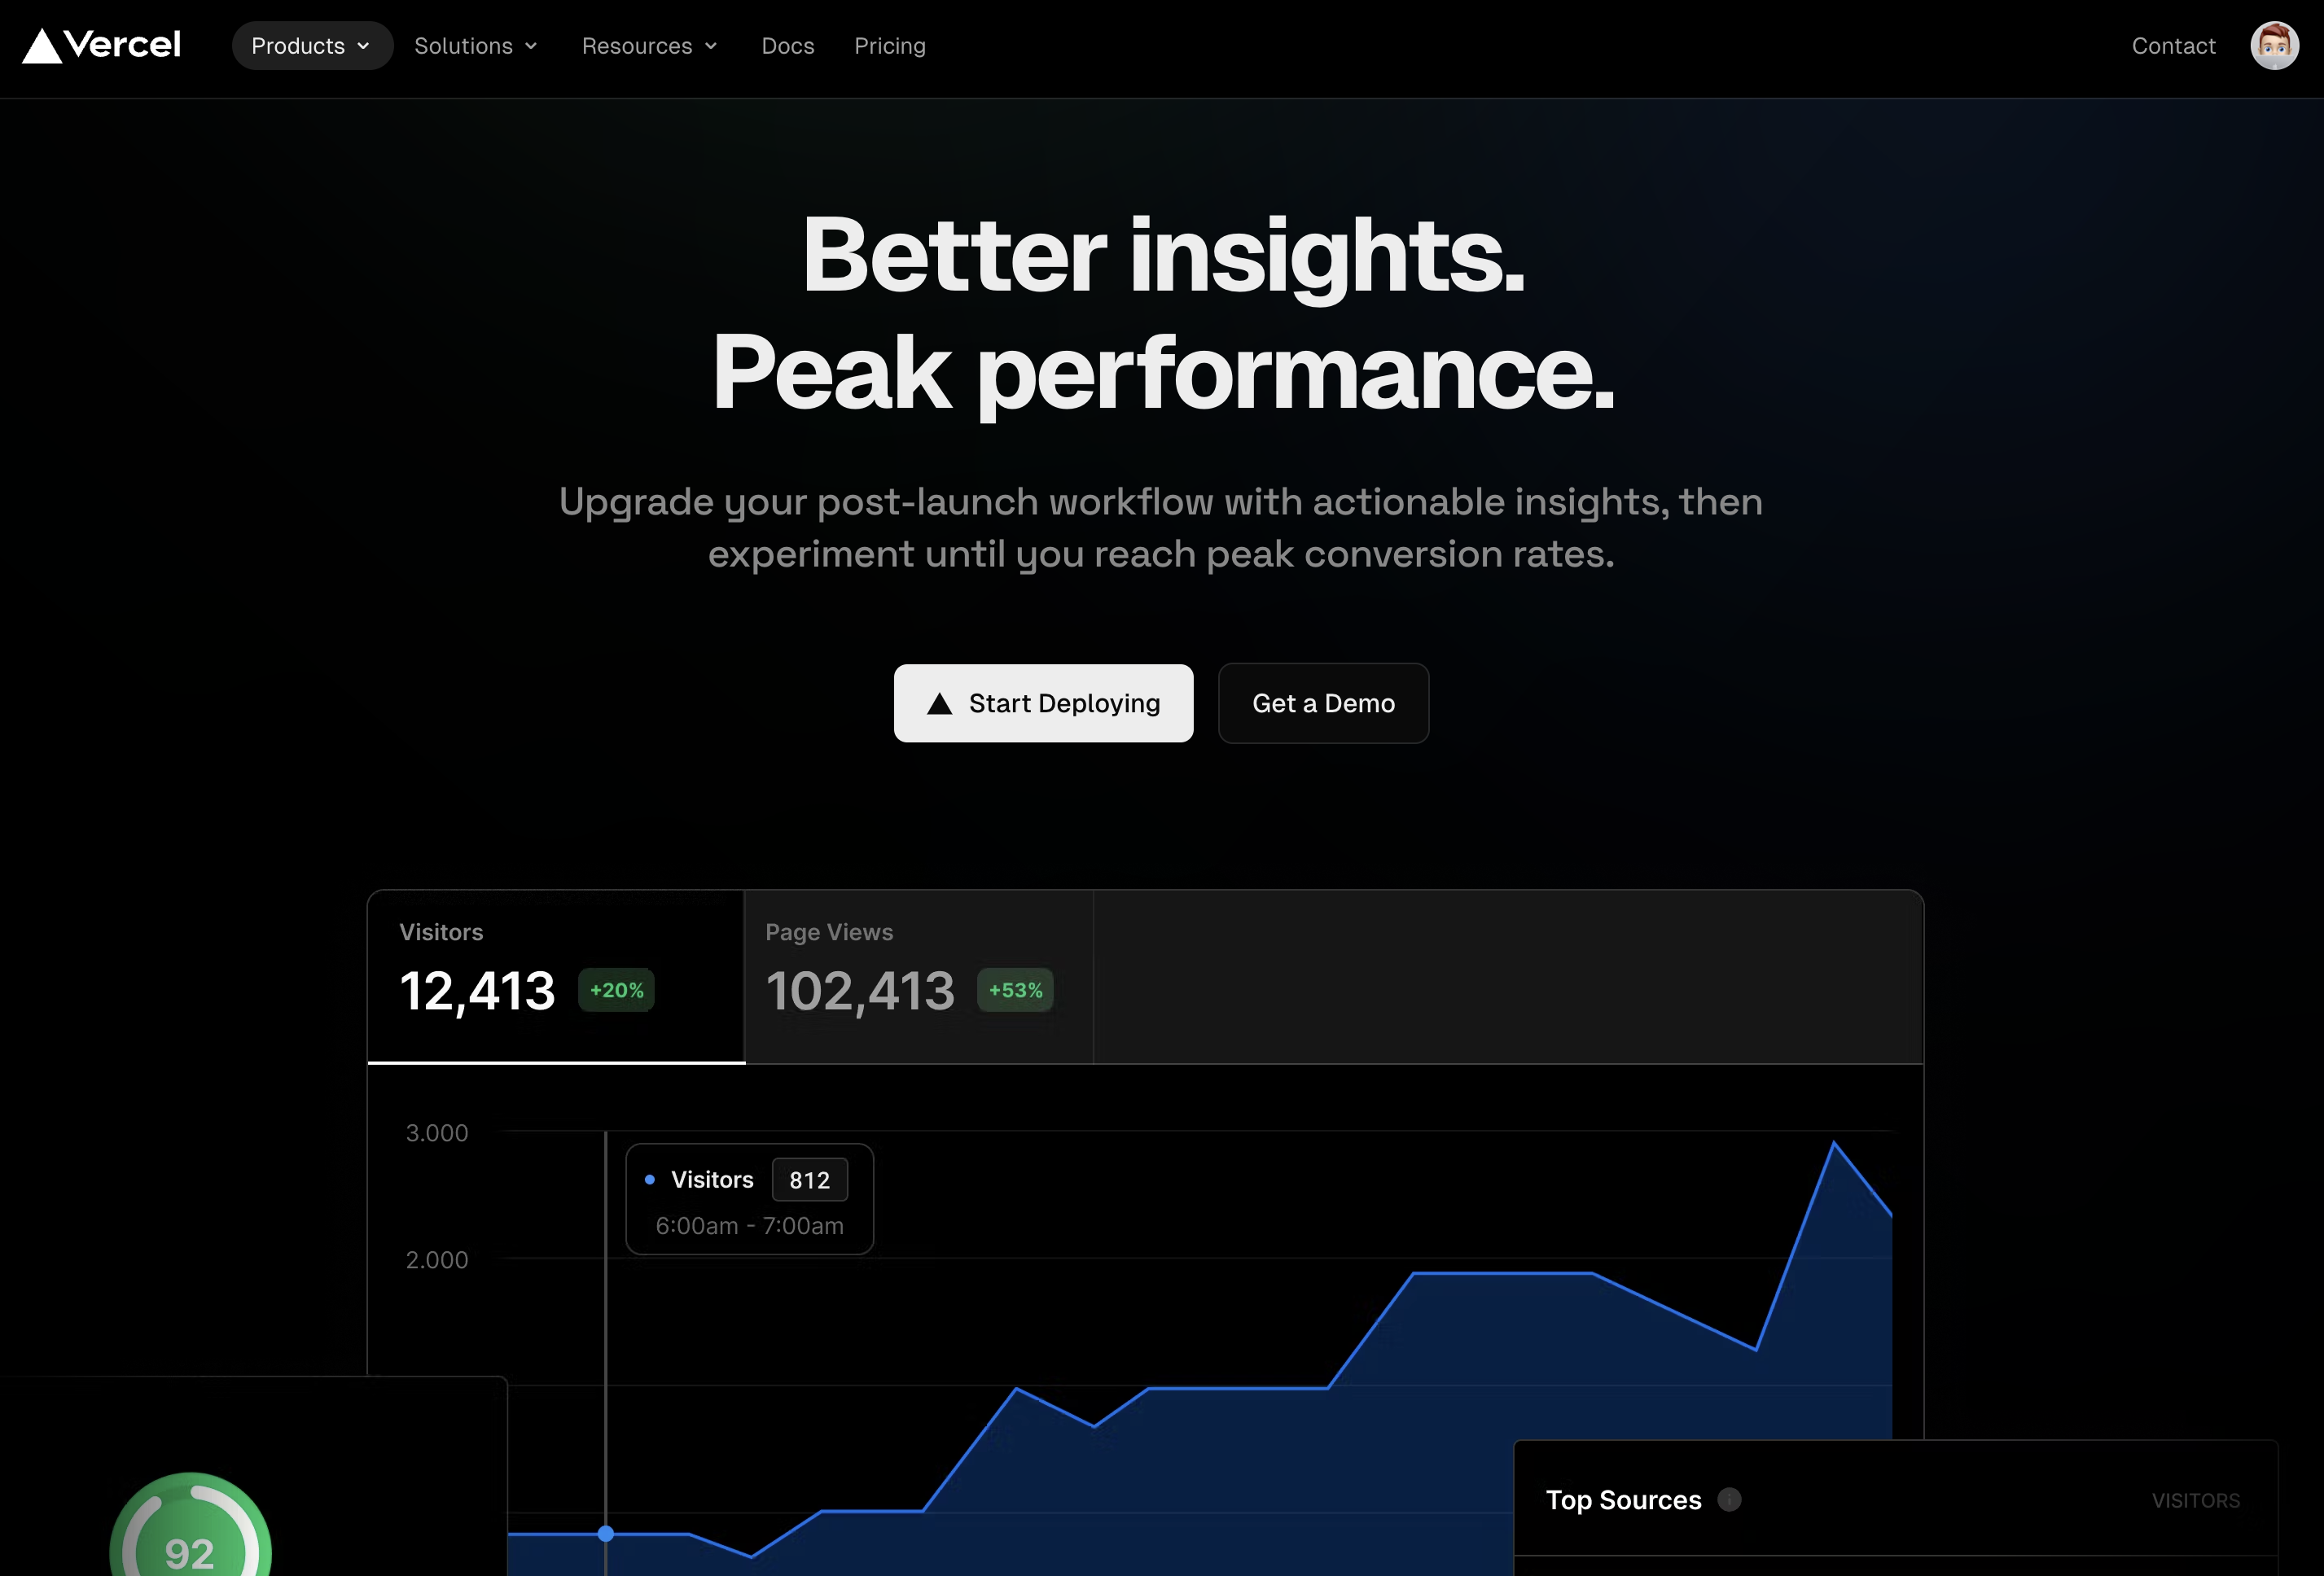 Vercel
Products
Solutions
Resources
Docs
Pricing
Contact
Better insights.
Peak performance.
Upgrade your post-launch workflow with actionable insights, then
experiment until you reach peak conversion rates.
Start Deploying
Get a Demo
Visitors
12,413 +20%
Page Views
102,413 +53%
3.000
Visitors 812
6:00am - 7:00am
2.000
92
Top Sources
VISITORS